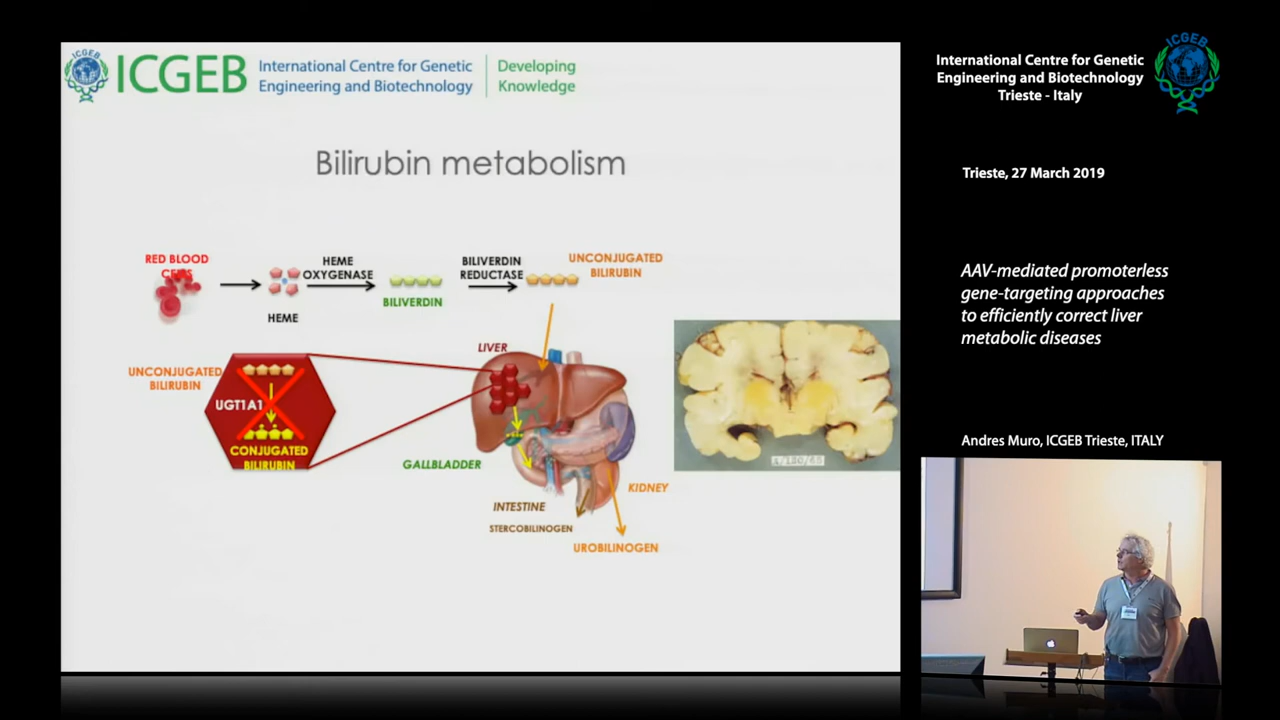 ICGEB
ICGEB
International Centre for Genetic
Engineering and Biotechnology
Developing
Knowledge
Bilirubin metabolism
RED BLOOD
CELLS
HEME
HEME
OXYGENASE
BILIVERDIN
BILIVERDIN
REDUCTASE
UNCONJUGATED
BILIRUBIN
LIVER
UNCONJUGATED
BILIRUBIN
UGT1A1
CONJUGATED
BILIRUBIN
GALLBLADDER
INTESTINE
STERCOBILINOGEN
KIDNEY
UROBILINOGEN
ICGEB
International Centre for Genetic
Engineering and Biotechnology
Trieste - Italy
Trieste, 27 March 2019
AAV-mediated promoterless
gene-targeting approaches
to efficiently correct liver
metabolic diseases
Andres Muro, ICGEB Trieste, ITALY